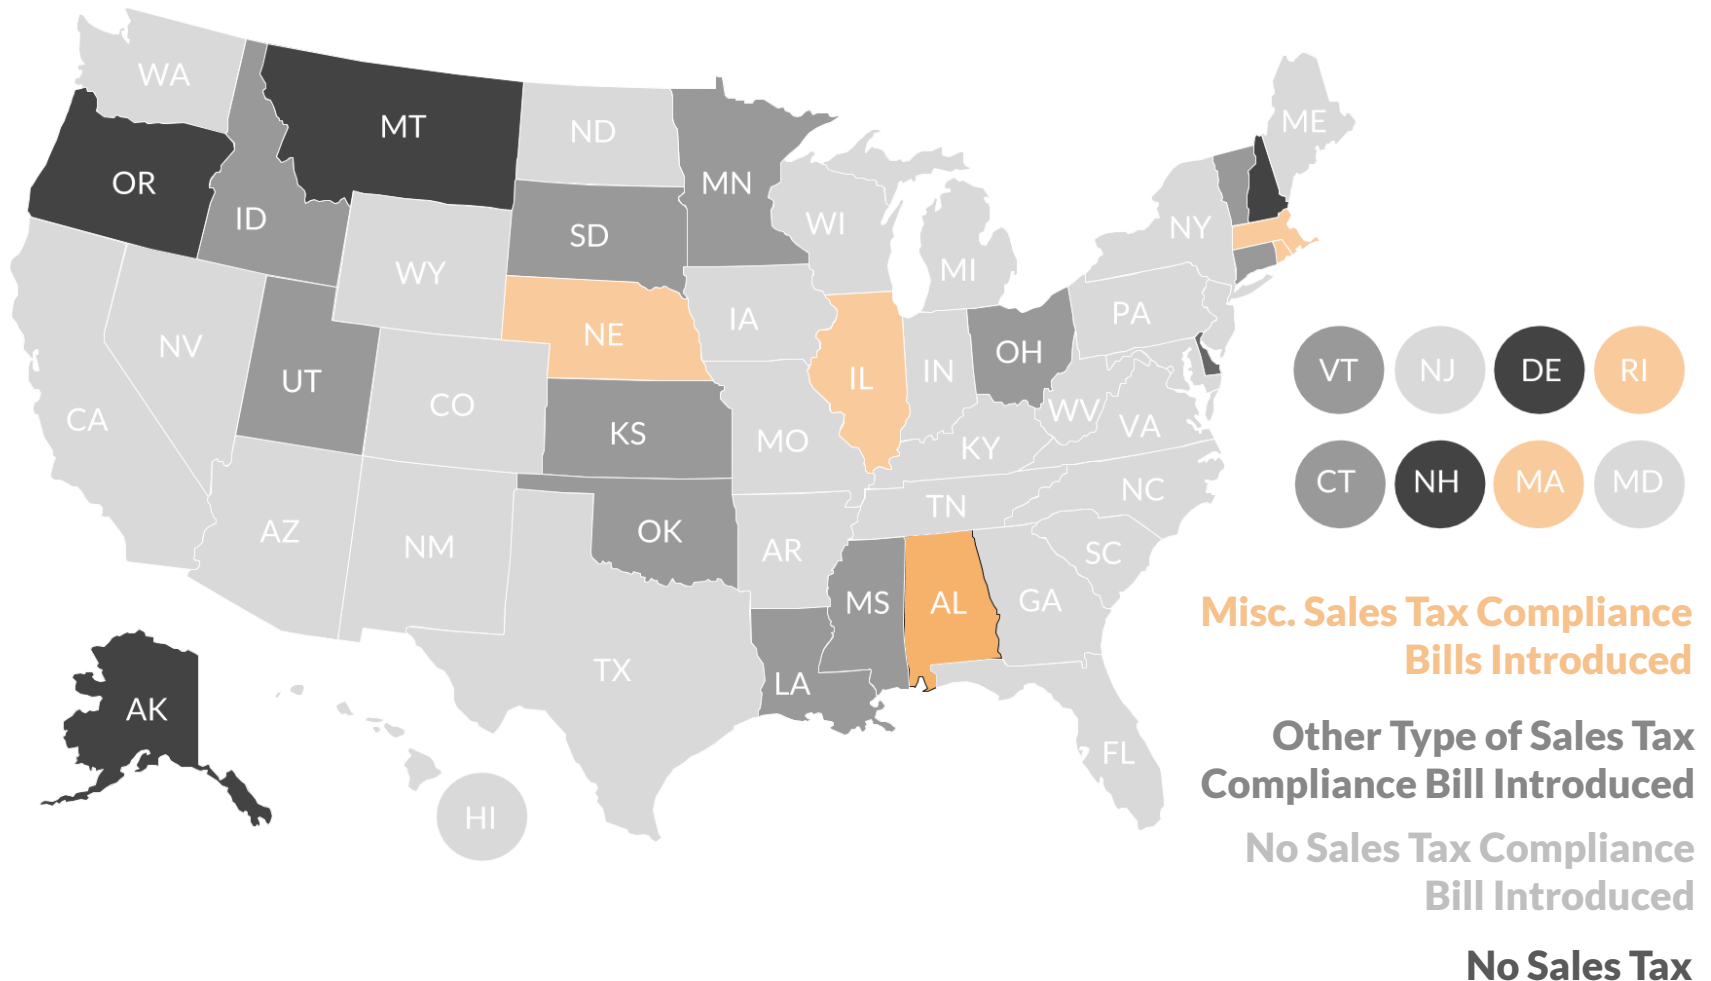 WA
MT
ND
MN
OR
ID
SD
WI
MI
NY
ME
WY
NE
IA
IL
IN
OH
PA
NV
UT
CO
KS
MO
KY
WV
VA
CA
AZ
NM
OK
AR
TN
NC
SC
MS
AL
GA
TX
LA
FL
AK
HI
VT
NJ
DE
RI
CT
NH
MA
MD
Misc. Sales Tax Compliance
Bills Introduced
Other Type of Sales Tax
Compliance Bill Introduced
No Sales Tax Compliance
Bill Introduced
No Sales Tax